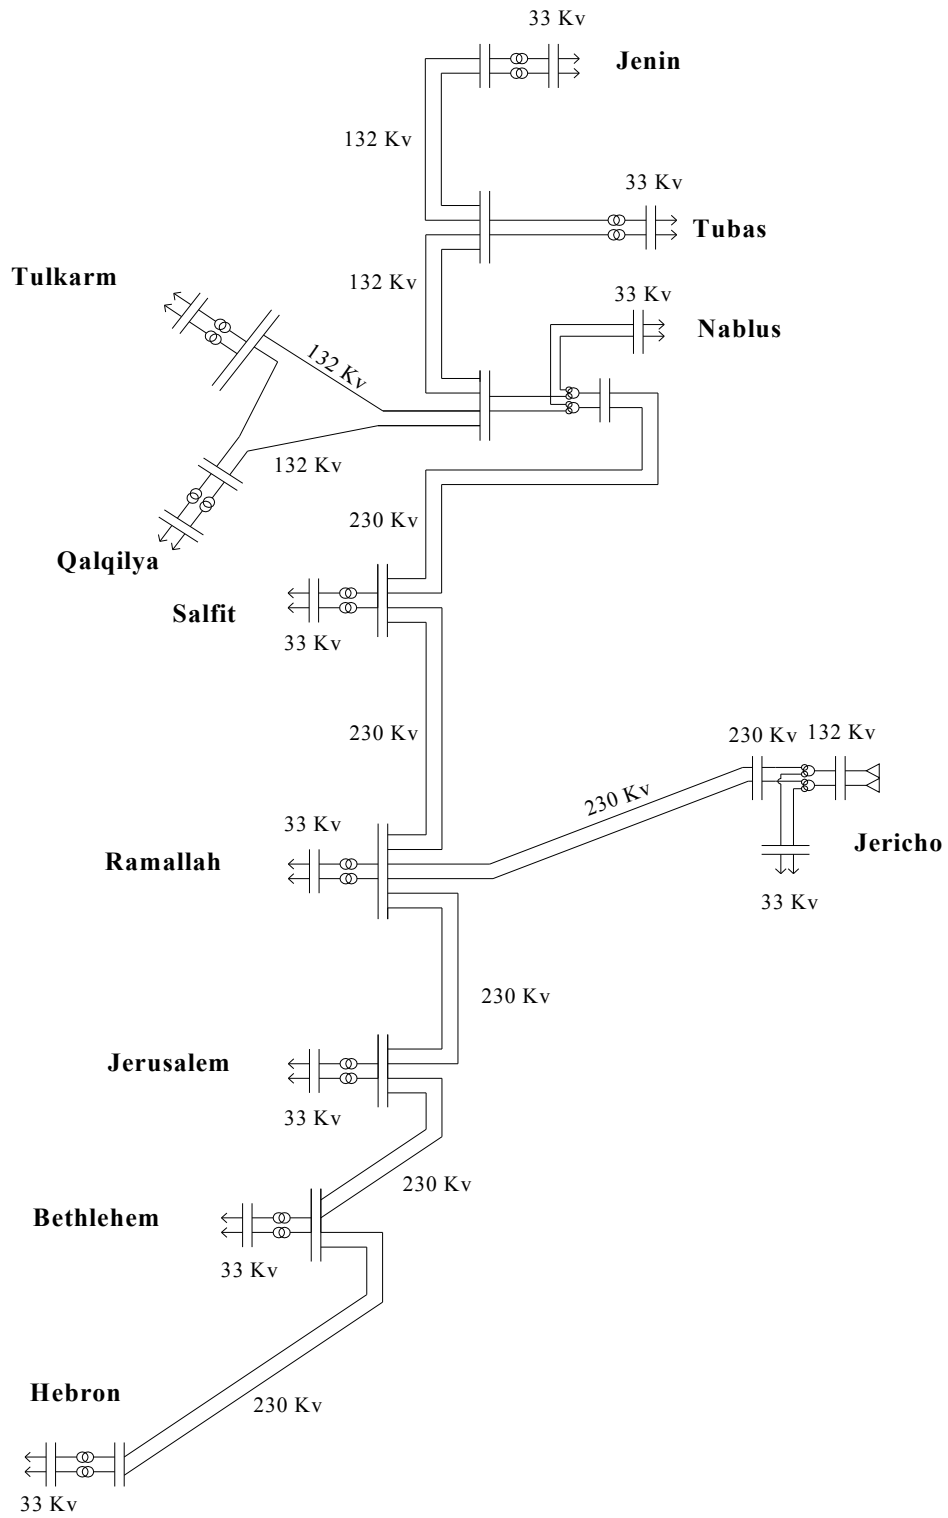 33 Kv
Jenin
132 Kv
33 Kv
Tubas
Tulkarm
132 Kv
33 Kv
Nablus
132 Kv
132 Kv
230 Kv
Qalqilya
Salfit
33 Kv
230 Kv
230 Kv
132 Kv
230 Kv
33 Kv
Ramallah
Jericho
33 Kv
230 Kv
Jerusalem
33 Kv
230 Kv
Bethlehem
33 Kv
Hebron
230 Kv
33 Kv